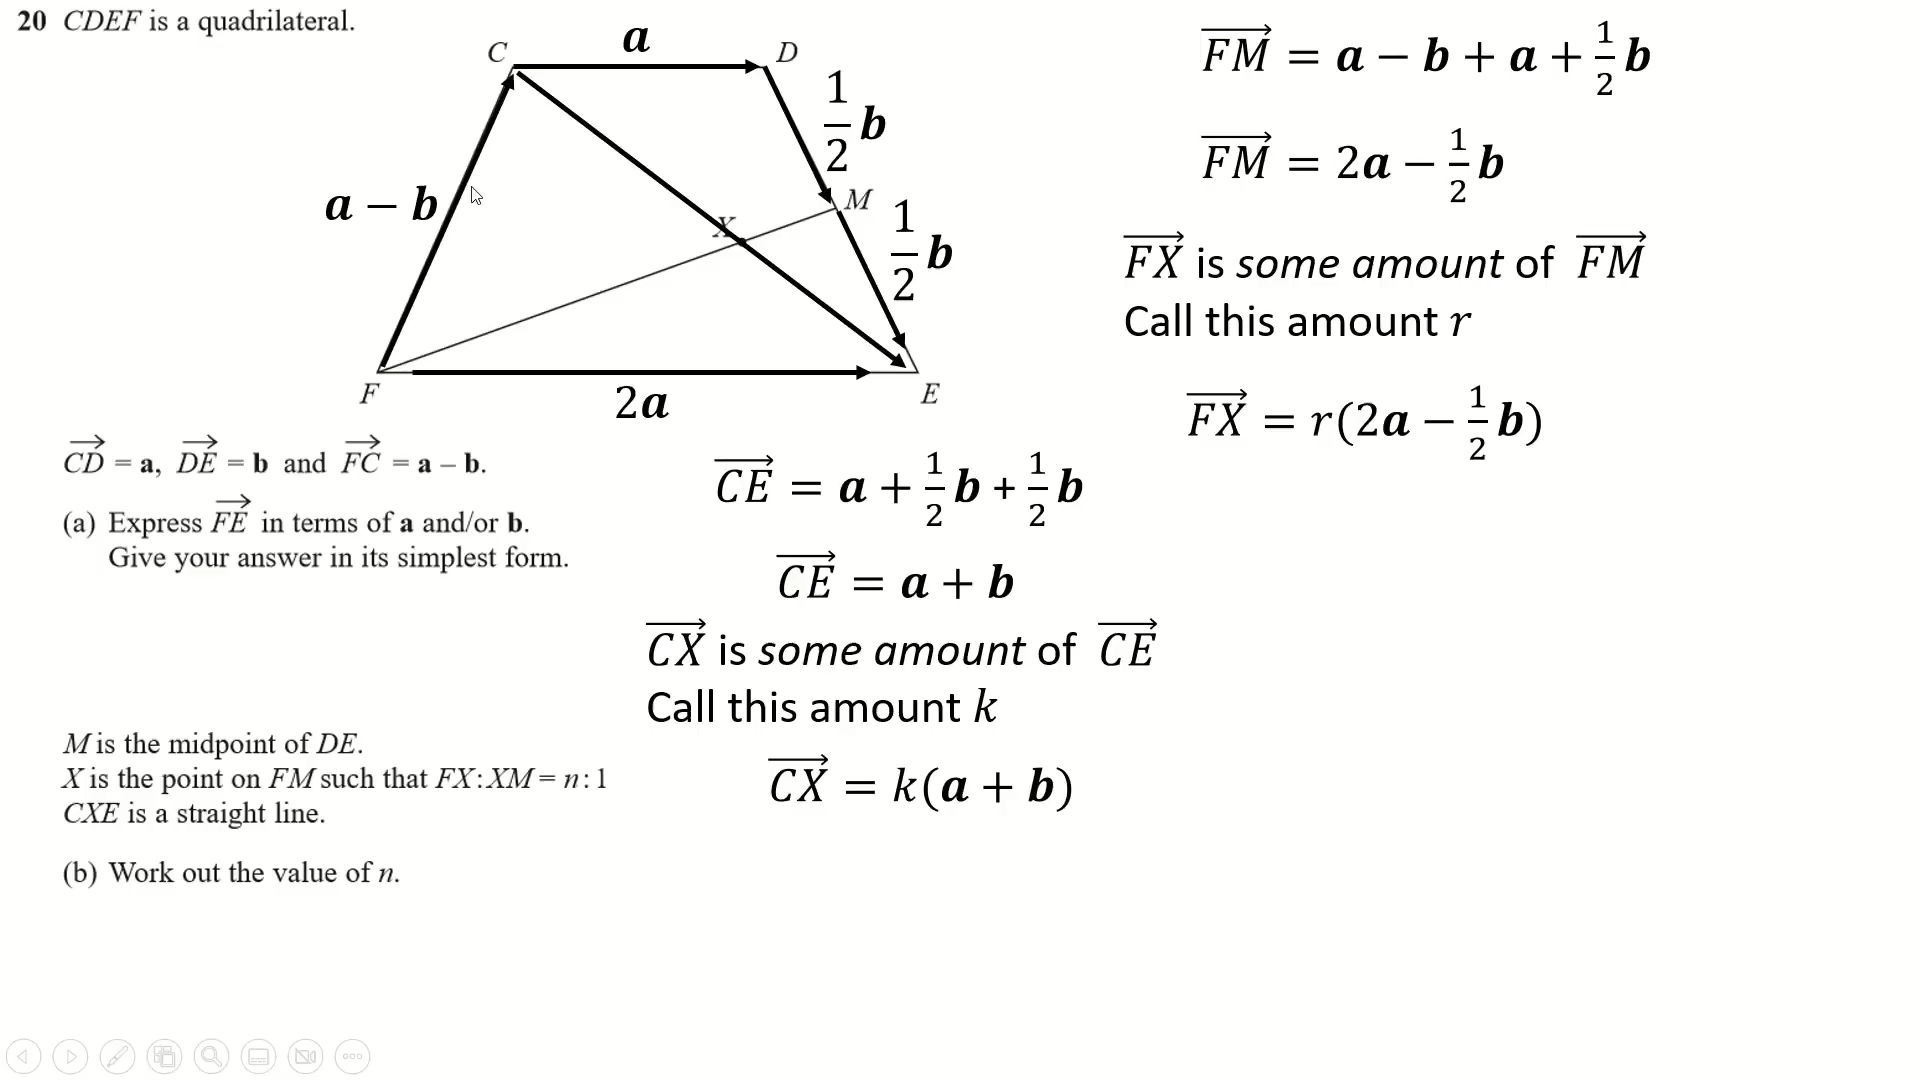 20 CDEF is a quadrilateral.
C
a
D
1/2 b
M
a − b
X
1/2 b
F
2a
E
CD→ = a, DE→ = b and FC→ = a – b.
(a) Express FE→ in terms of a and/or b.
Give your answer in its simplest form.
M is the midpoint of DE.
X is the point on FM such that FX : XM = n : 1
CXE is a straight line.
(b) Work out the value of n.
CE→ = a + 1/2 b + 1/2 b
CE→ = a + b
CX→ is some amount of CE→
Call this amount k
CX→ = k(a + b)
FM→ = a − b + a + 1/2 b
FM→ = 2a − 1/2 b
FX→ is some amount of FM→
Call this amount r
FX→ = r(2a − 1/2 b)